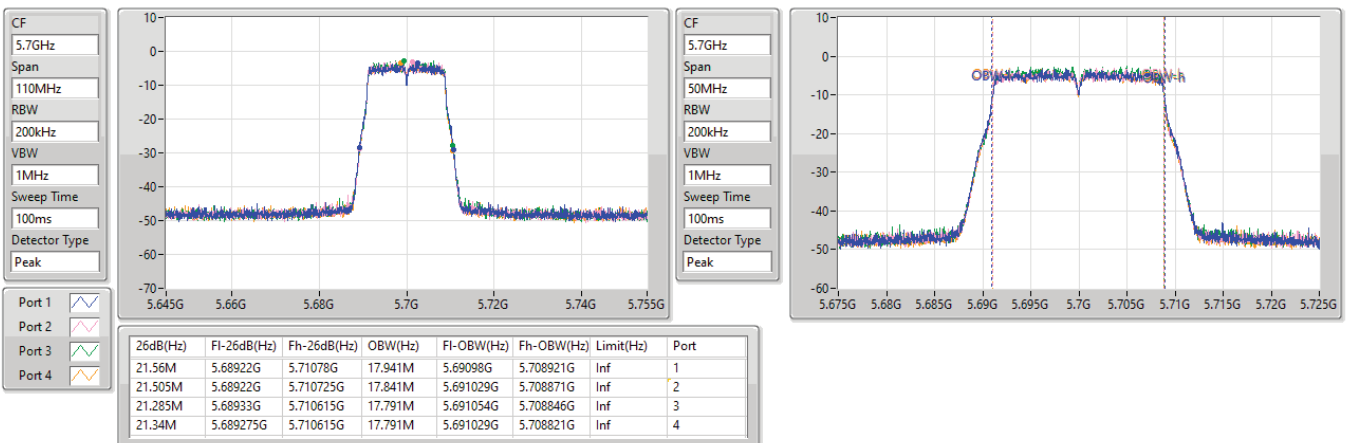 CF
5.7GHz
Span
110MHz
RBW
200kHz
VBW
1MHz
Sweep Time
100ms
Detector Type
Peak
10
0
-10
-20
-30
-40
-50
-60
-70
5.645G 5.66G 5.68G 5.7G 5.72G 5.74G 5.755G
CF
5.7GHz
Span
50MHz
RBW
200kHz
VBW
1MHz
Sweep Time
100ms
Detector Type
Peak
10
0
-10
-20
-30
-40
-50
-60
5.675G 5.68G 5.685G 5.69G 5.695G 5.7G 5.705G 5.71G 5.715G 5.72G 5.725G
Port 1
Port 2
Port 3
Port 4
26dB(Hz) Fl-26dB(Hz) Fh-26dB(Hz) OBW(Hz) Fl-OBW(Hz) Fh-OBW(Hz) Limit(Hz) Port
21.56M 5.68922G 5.71078G 17.941M 5.69098G 5.708921G Inf 1
21.505M 5.68922G 5.710725G 17.841M 5.691029G 5.708871G Inf 2
21.285M 5.68933G 5.710615G 17.791M 5.691054G 5.708846G Inf 3
21.34M 5.689275G 5.710615G 17.791M 5.691029G 5.708821G Inf 4